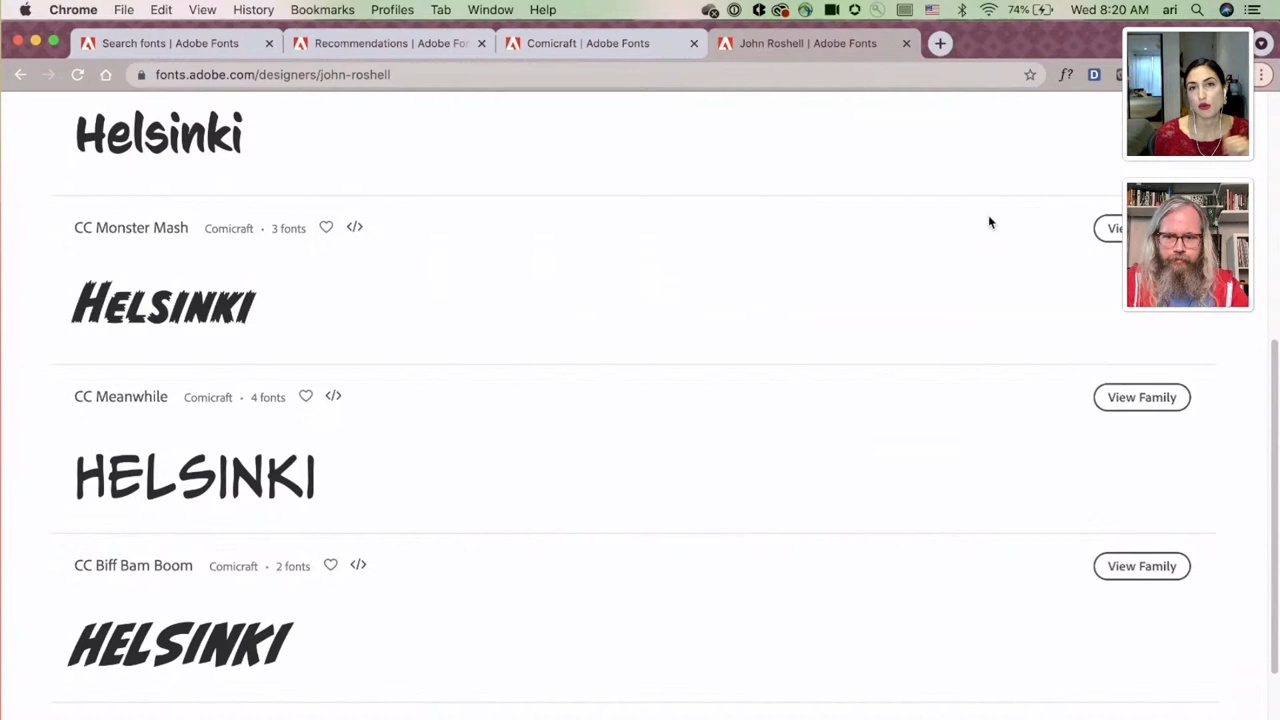 Chrome File Edit View History Bookmarks Profiles Tab Window Help 74% Wed 8:20 AM ari
Search fonts | Adobe Fonts Recommendations | Adobe Fo Comicraft | Adobe Fonts John Roshell | Adobe Fonts
fonts.adobe.com/designers/john-roshell f? D
Helsinki
CC Monster Mash Comicraft · 3 fonts </> Vie
HELSINKI
CC Meanwhile Comicraft · 4 fonts </> View Family
HELSINKI
CC Biff Bam Boom Comicraft · 2 fonts </> View Family
HELSINKI